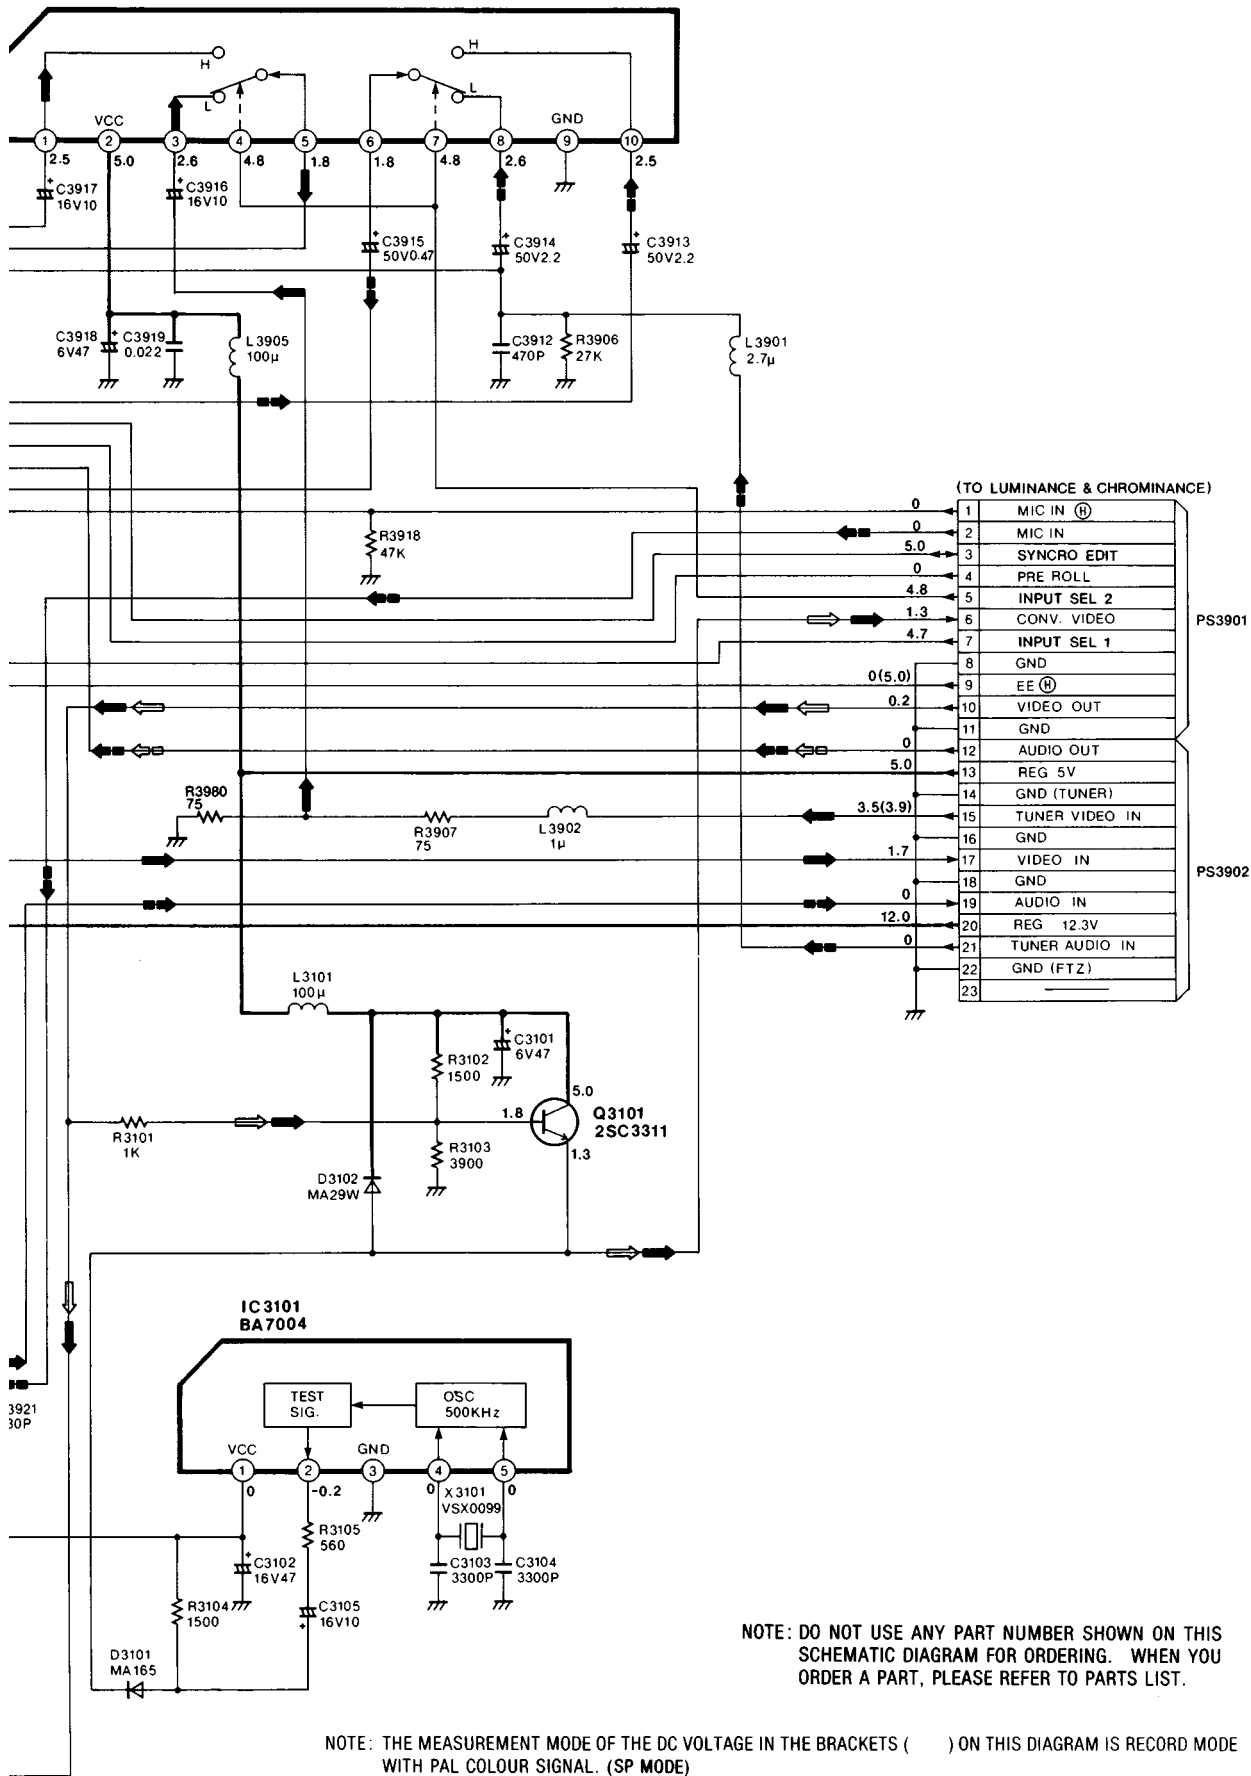 H
H
L
L
VCC
GND
1
2
3
4
5
6
7
8
9
10
2.5
5.0
2.6
4.8
1.8
1.8
4.8
2.6
2.5
C3917
16V10
C3916
16V10
C3915
50V0.47
C3914
50V2.2
C3913
50V2.2
C3918
6V47
C3919
0.022
L3905
100μ
C3912
470P
R3906
27K
L3901
2.7μ
(TO LUMINANCE & CHROMINANCE)
0 1 MIC IN (H)
0 2 MIC IN
5.0 3 SYNCRO EDIT
0 4 PRE ROLL
4.8 5 INPUT SEL 2
1.3 6 CONV. VIDEO
4.7 7 INPUT SEL 1
8 GND
0(5.0) 9 EE (H)
0.2 10 VIDEO OUT
11 GND
0 12 AUDIO OUT
5.0 13 REG 5V
14 GND (TUNER)
3.5(3.9) 15 TUNER VIDEO IN
16 GND
1.7 17 VIDEO IN
18 GND
0 19 AUDIO IN
12.0 20 REG 12.3V
0 21 TUNER AUDIO IN
22 GND (FTZ)
23
PS3901
PS3902
R3918
47K
R3980
75
R3907
75
L3902
1μ
L3101
100μ
R3102
1500
C3101
6V47
5.0
1.8
Q3101
2SC3311
1.3
R3101
1K
R3103
3900
D3102
MA29W
IC3101
BA7004
TEST
SIG.
OSC
500KHz
3921
30P
VCC
GND
1
2
3
4
5
0
-0.2
0
0
X3101
VSX0099
R3105
560
C3102
16V47
C3103
3300P
C3104
3300P
R3104
1500
C3105
16V10
D3101
MA165
NOTE: DO NOT USE ANY PART NUMBER SHOWN ON THIS
SCHEMATIC DIAGRAM FOR ORDERING. WHEN YOU
ORDER A PART, PLEASE REFER TO PARTS LIST.
NOTE: THE MEASUREMENT MODE OF THE DC VOLTAGE IN THE BRACKETS ( ) ON THIS DIAGRAM IS RECORD MODE
WITH PAL COLOUR SIGNAL. (SP MODE)